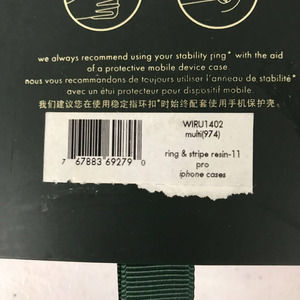 we always recommend using your stability ring* with the aid
of a protective mobile device case.
nous vous recommandons de toujours utiliser l'anneau de stabilité*
avec un étui protecteur pour dispositif mobile.
我们建议您在使用稳定指环扣*时始终配套使用手机保护壳。
WIRU1402
multi(974)
7 67883 69279 0
ring & stripe resin-11
pro
iphone cases